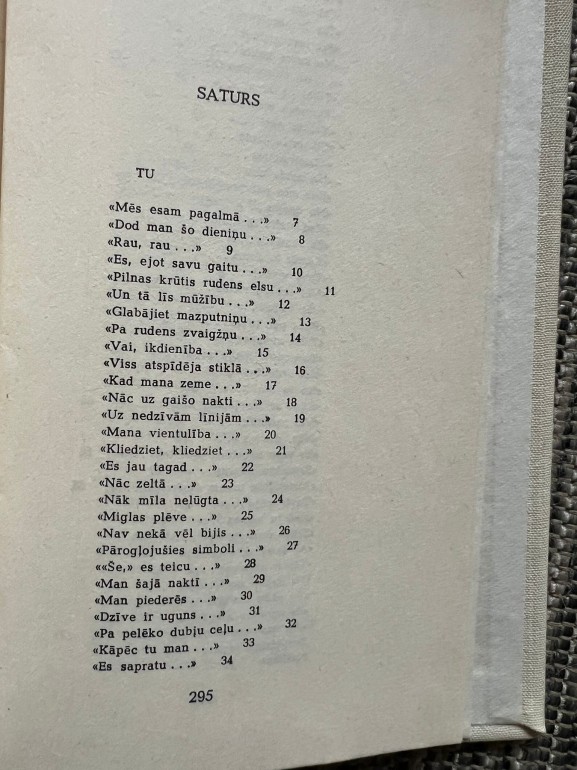 SATURS
TU
«Mēs esam pagalmā . . .» 7
«Dod man šo dieniņu . . .» 8
«Rau, rau . . .» 9
«Es, ejot savu gaitu . . .» 10
«Pilnas krūtis rudens elsu . . .» 11
«Un tā līs mūžību . . .» 12
«Glabājiet mazputniņu . . .» 13
«Pa rudens zvaigžņu . . .» 14
«Vai, ikdienība . . .» 15
«Viss atspīdēja stiklā . . .» 16
«Kad mana zeme . . .» 17
«Nāc uz gaišo nakti . . .» 18
«Uz nedzīvām līnijām . . .» 19
«Mana vientulība . . .» 20
«Kliedziet, kliedziet . . .» 21
«Es jau tagad . . .» 22
«Nāc zeltā . . .» 23
«Nāk mīla nelūgta . . .» 24
«Miglas plēve . . .» 25
«Nav nekā vēl bijis . . .» 26
«Pārogļojušies simboli . . .» 27
««Še,» es teicu . . .» 28
«Man šajā naktī . . .» 29
«Man piederēs . . .» 30
«Dzīve ir uguns . . .» 31
«Pa pelēko dubļu ceļu . . .» 32
«Kāpēc tu man . . .» 33
«Es sapratu . . .» 34
295